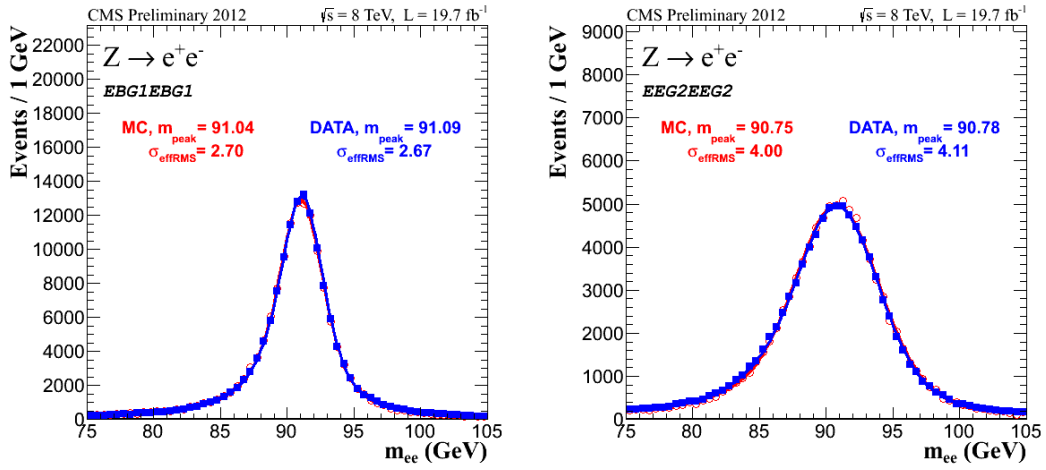 CMS Preliminary 2012 √s = 8 TeV, L = 19.7 fb⁻¹
Events / 1 GeV
Z → e⁺e⁻
EBG1EBG1
MC, m_peak = 91.04 DATA, m_peak = 91.09
σ_effRMS = 2.70 σ_effRMS = 2.67
22000
20000
18000
16000
14000
12000
10000
8000
6000
4000
2000
0
75 80 85 90 95 100 105
m_ee (GeV)
CMS Preliminary 2012 √s = 8 TeV, L = 19.7 fb⁻¹
Events / 1 GeV
Z → e⁺e⁻
EEG2EEG2
MC, m_peak = 90.75 DATA, m_peak = 90.78
σ_effRMS = 4.00 σ_effRMS = 4.11
9000
8000
7000
6000
5000
4000
3000
2000
1000
0
75 80 85 90 95 100 105
m_ee (GeV)